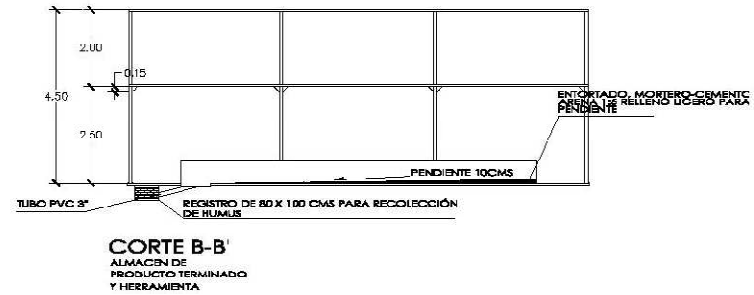 2.00
0.15
4.50
2.50
ENTORTADO, MORTERO-CEMENTO
ARENA 1:6 RELLENO LIGERO PARA
PENDIENTE
PENDIENTE 10CMS
TUBO PVC 3"
REGISTRO DE 80 X 100 CMS PARA RECOLECCIÓN
DE HUMUS
CORTE B-B'
ALMACEN DE
PRODUCTO TERMINADO
Y HERRAMIENTA